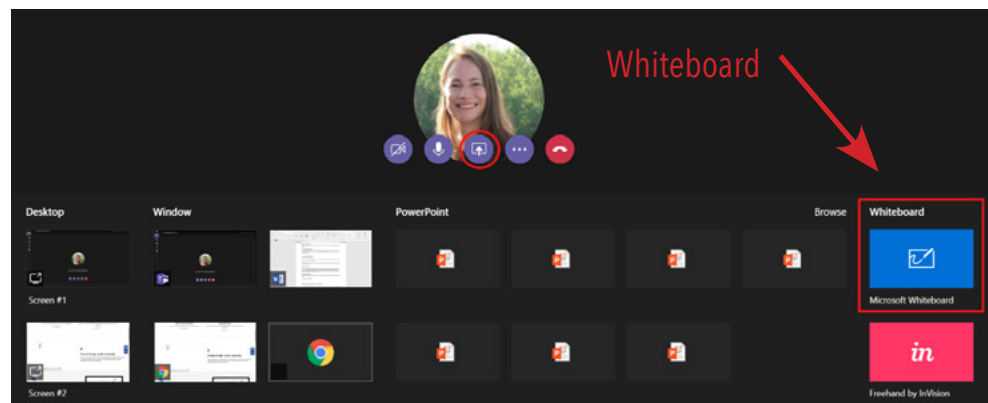 Whiteboard
Desktop
Window
PowerPoint
Browse
Whiteboard
Screen #1
Microsoft Whiteboard
in
Screen #2
Freehand by InVision